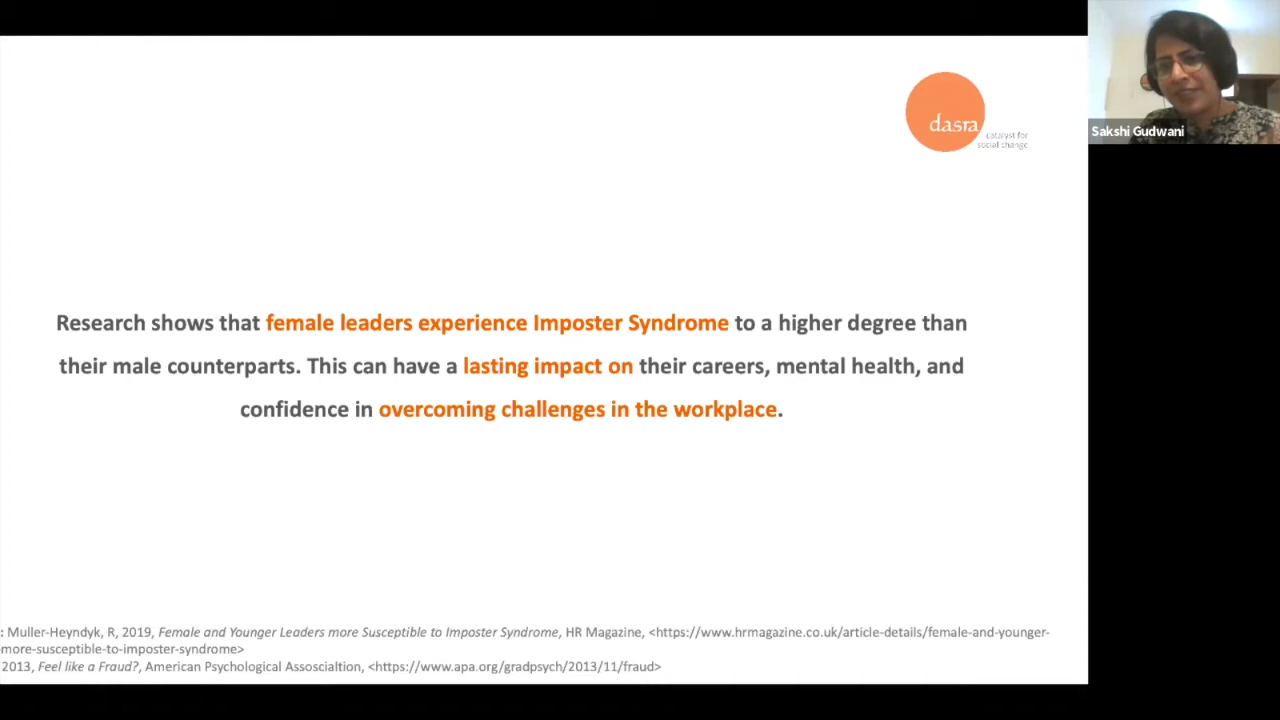 dasra
catalyst for
social change
Sakshi Gudwani
Research shows that female leaders experience Imposter Syndrome to a higher degree than
their male counterparts. This can have a lasting impact on their careers, mental health, and
confidence in overcoming challenges in the workplace.
: Muller-Heyndyk, R, 2019, Female and Younger Leaders more Susceptible to Imposter Syndrome, HR Magazine, <https://www.hrmagazine.co.uk/article-details/female-and-younger-
more-susceptible-to-imposter-syndrome>
2013, Feel like a Fraud?, American Psychological Assoscialtion, <https://www.apa.org/gradpsych/2013/11/fraud>